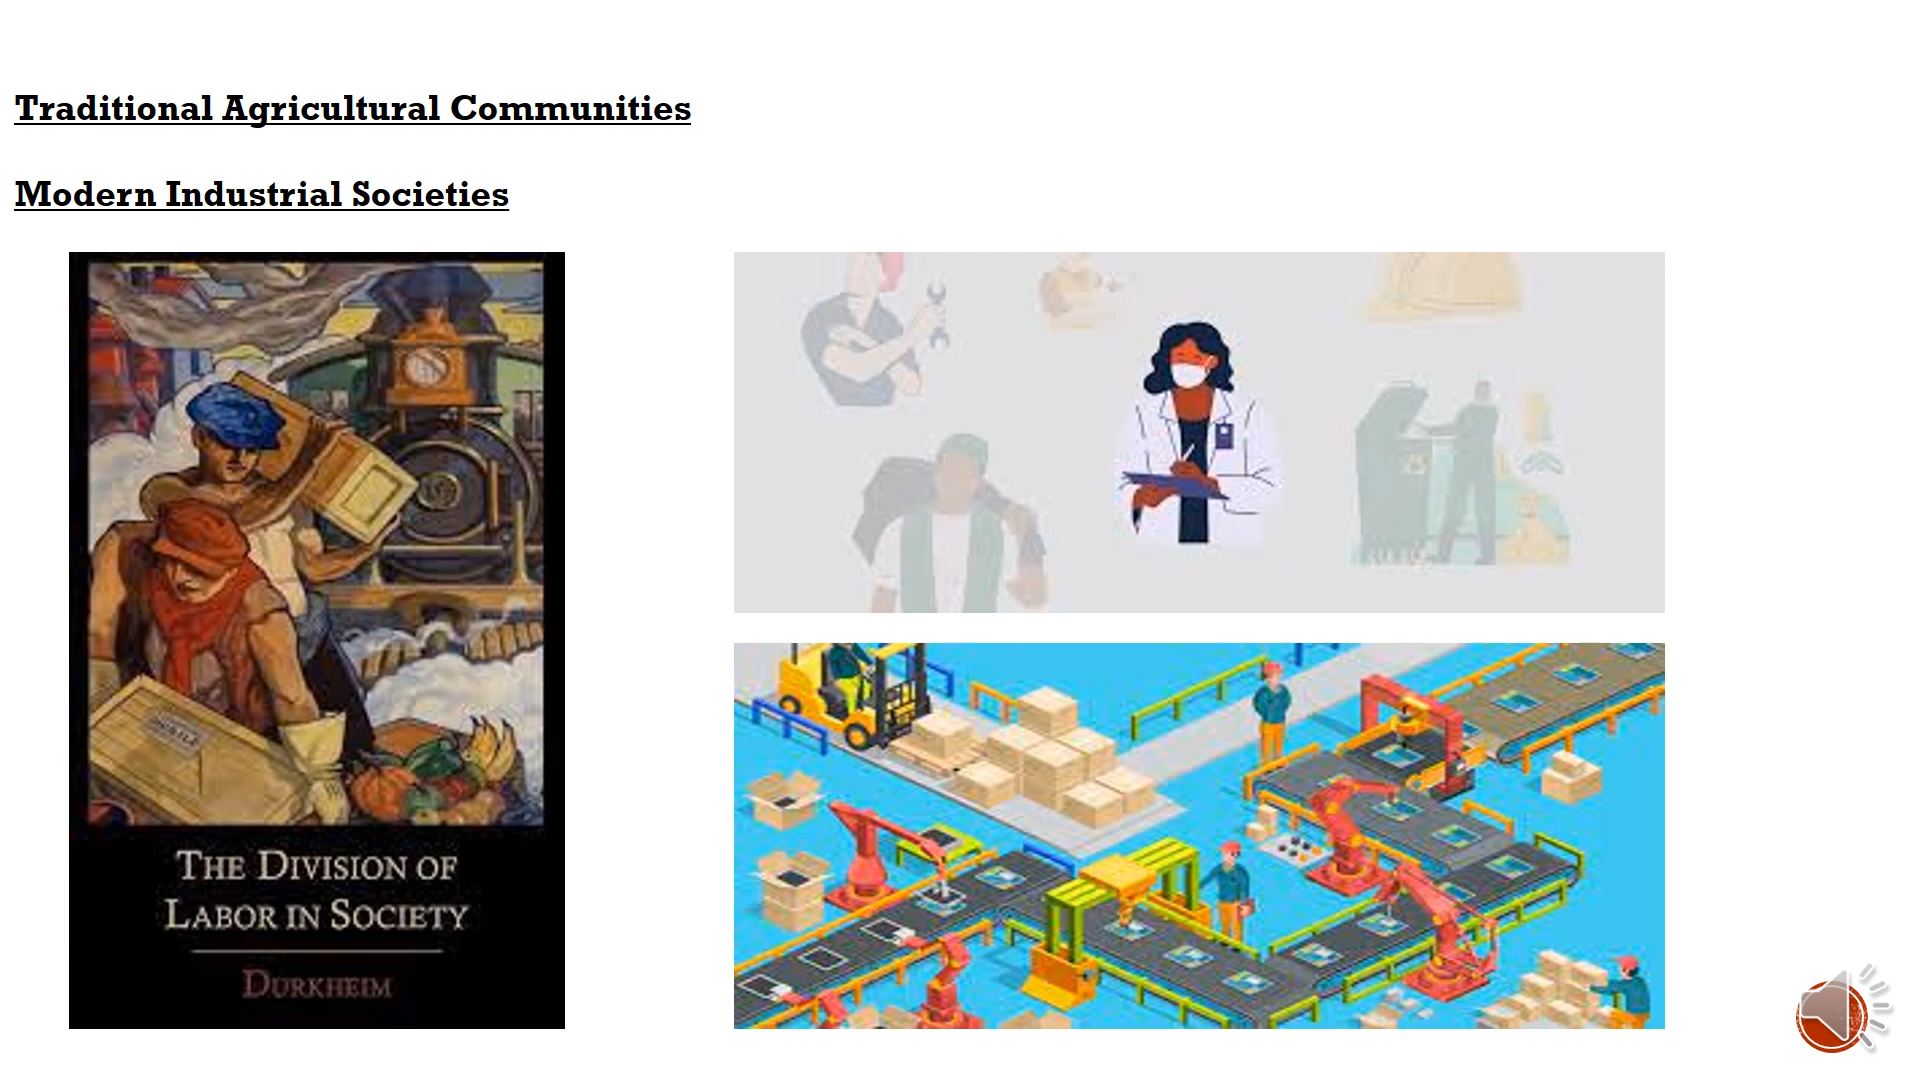 Traditional Agricultural Communities
Modern Industrial Societies
THE DIVISION OF
LABOR IN SOCIETY
DURKHEIM